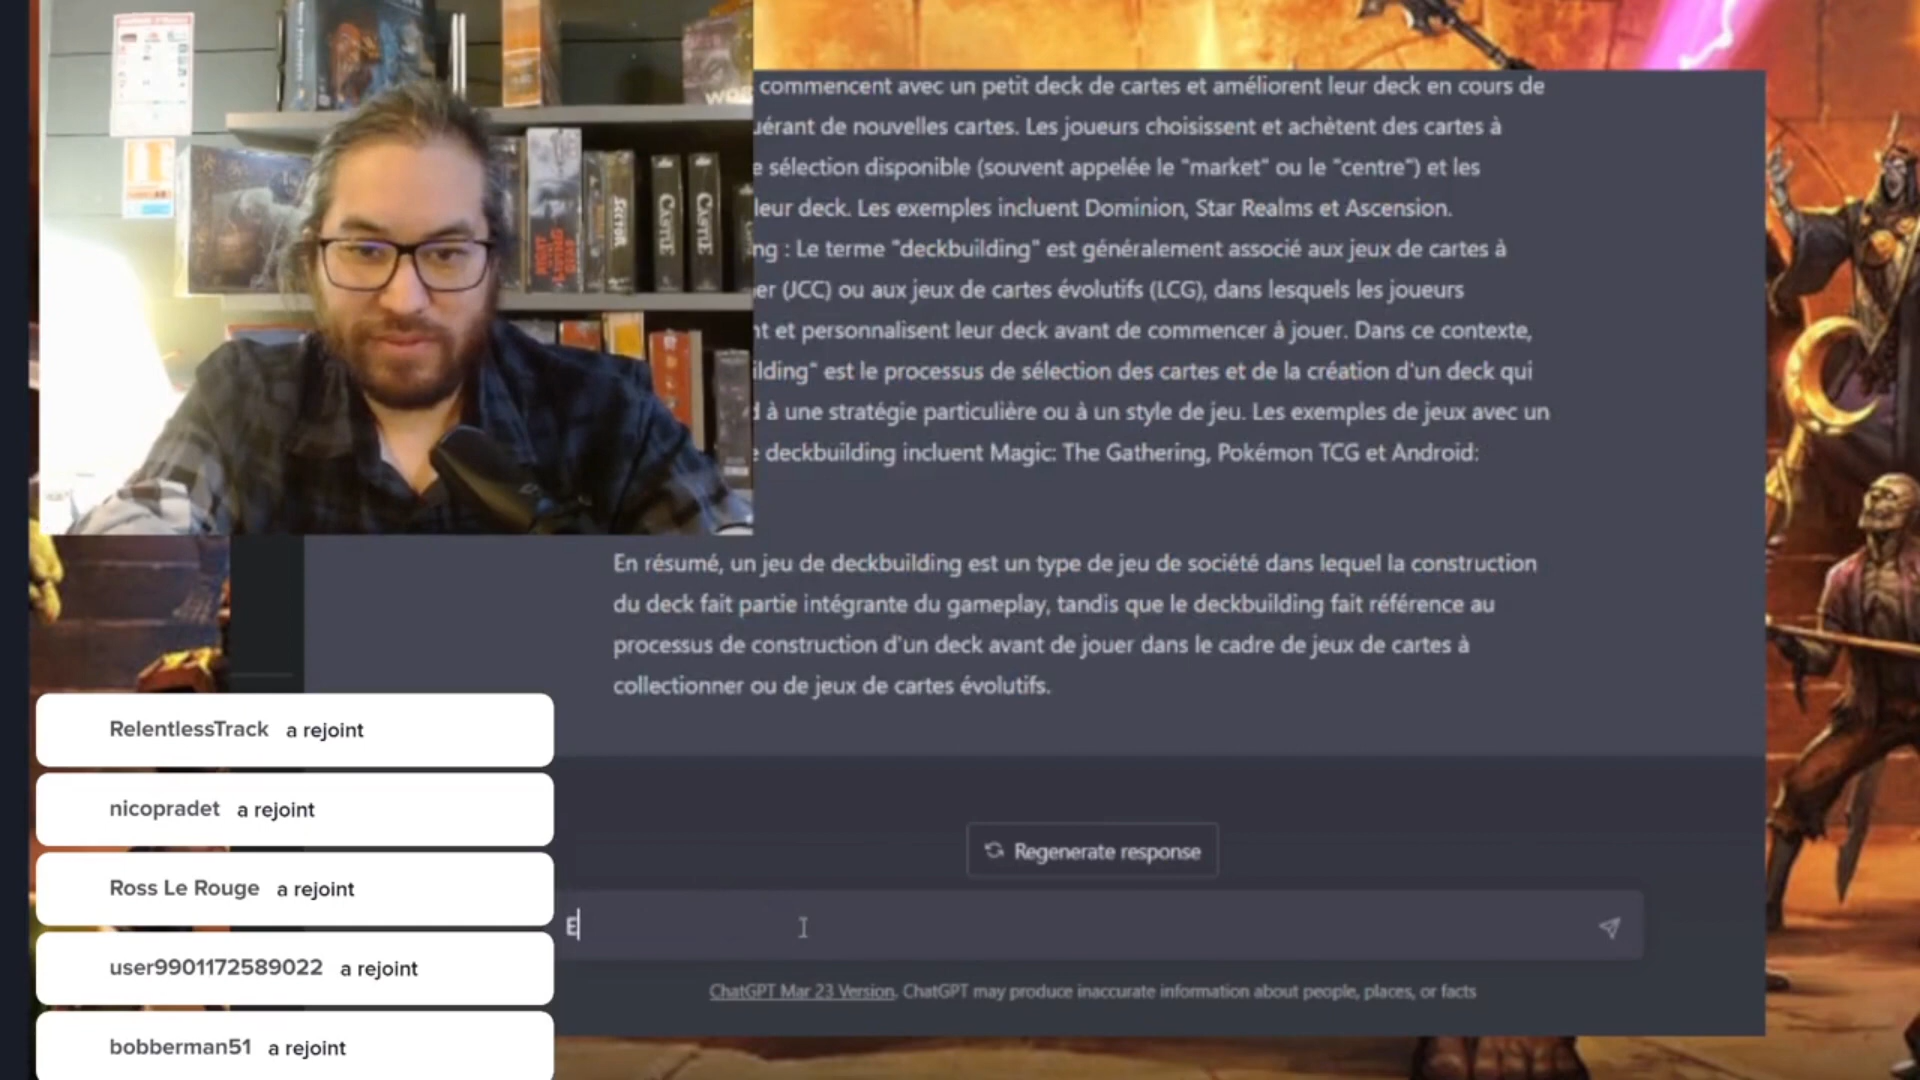 commencent avec un petit deck de cartes et améliorent leur deck en cours de
uérant de nouvelles cartes. Les joueurs choisissent et achètent des cartes à
e sélection disponible (souvent appelée le "market" ou le "centre") et les
leur deck. Les exemples incluent Dominion, Star Realms et Ascension.
ng : Le terme "deckbuilding" est généralement associé aux jeux de cartes à
er (JCC) ou aux jeux de cartes évolutifs (LCG), dans lesquels les joueurs
nt et personnalisent leur deck avant de commencer à jouer. Dans ce contexte,
ilding" est le processus de sélection des cartes et de la création d'un deck qui
d à une stratégie particulière ou à un style de jeu. Les exemples de jeux avec un
e deckbuilding incluent Magic: The Gathering, Pokémon TCG et Android:
En résumé, un jeu de deckbuilding est un type de jeu de société dans lequel la construction
du deck fait partie intégrante du gameplay, tandis que le deckbuilding fait référence au
processus de construction d'un deck avant de jouer dans le cadre de jeux de cartes à
collectionner ou de jeux de cartes évolutifs.
Regenerate response
E
ChatGPT Mar 23 Version. ChatGPT may produce inaccurate information about people, places, or facts
RelentlessTrack a rejoint
nicopradet a rejoint
Ross Le Rouge a rejoint
user9901172589022 a rejoint
bobberman51 a rejoint
CASTLE
CASTLE